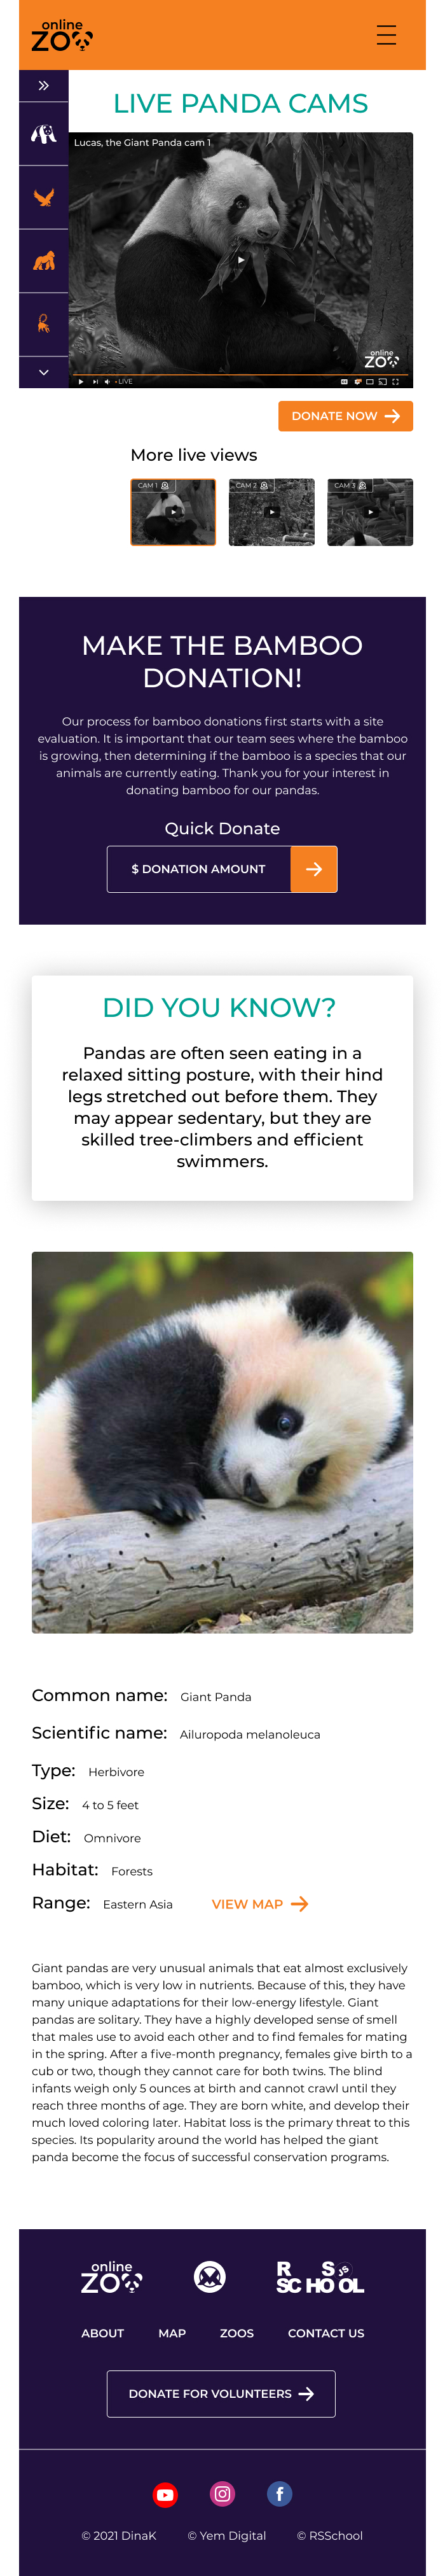 online
ZOO
LIVE PANDA CAMS
Lucas, the Giant Panda cam 1
online
ZOO
• LIVE
DONATE NOW
More live views
CAM 1
CAM 2
CAM 3
MAKE THE BAMBOO
DONATION!
Our process for bamboo donations first starts with a site
evaluation. It is important that our team sees where the bamboo
is growing, then determining if the bamboo is a species that our
animals are currently eating. Thank you for your interest in
donating bamboo for our pandas.
Quick Donate
$ DONATION AMOUNT
DID YOU KNOW?
Pandas are often seen eating in a
relaxed sitting posture, with their hind
legs stretched out before them. They
may appear sedentary, but they are
skilled tree-climbers and efficient
swimmers.
Common name: Giant Panda
Scientific name: Ailuropoda melanoleuca
Type: Herbivore
Size: 4 to 5 feet
Diet: Omnivore
Habitat: Forests
Range: Eastern Asia VIEW MAP
Giant pandas are very unusual animals that eat almost exclusively
bamboo, which is very low in nutrients. Because of this, they have
many unique adaptations for their low-energy lifestyle. Giant
pandas are solitary. They have a highly developed sense of smell
that males use to avoid each other and to find females for mating
in the spring. After a five-month pregnancy, females give birth to a
cub or two, though they cannot care for both twins. The blind
infants weigh only 5 ounces at birth and cannot crawl until they
reach three months of age. They are born white, and develop their
much loved coloring later. Habitat loss is the primary threat to this
species. Its popularity around the world has helped the giant
panda become the focus of successful conservation programs.
online
ZOO
R S JS
SCHOOL
ABOUT MAP ZOOS CONTACT US
DONATE FOR VOLUNTEERS
© 2021 DinaK © Yem Digital © RSSchool